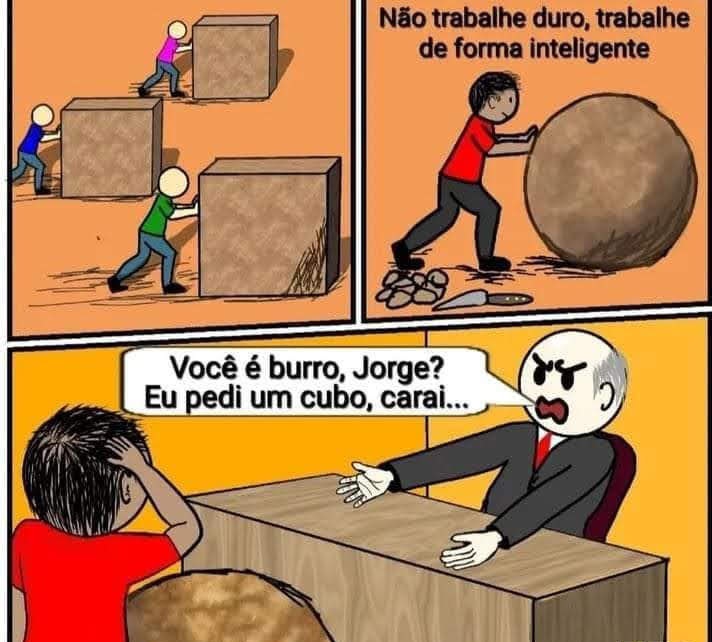 Não trabalhe duro, trabalhe
de forma inteligente
Você é burro, Jorge?
Eu pedi um cubo, carai...